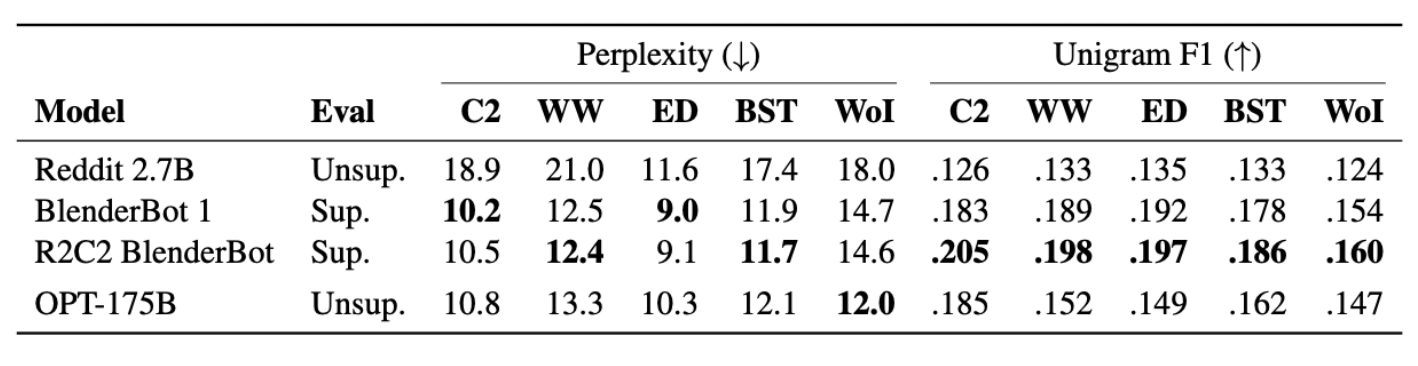 Perplexity (↓) Unigram F1 (↑)
Model Eval C2 WW ED BST WoI C2 WW ED BST WoI
Reddit 2.7B Unsup. 18.9 21.0 11.6 17.4 18.0 .126 .133 .135 .133 .124
BlenderBot 1 Sup. 10.2 12.5 9.0 11.9 14.7 .183 .189 .192 .178 .154
R2C2 BlenderBot Sup. 10.5 12.4 9.1 11.7 14.6 .205 .198 .197 .186 .160
OPT-175B Unsup. 10.8 13.3 10.3 12.1 12.0 .185 .152 .149 .162 .147